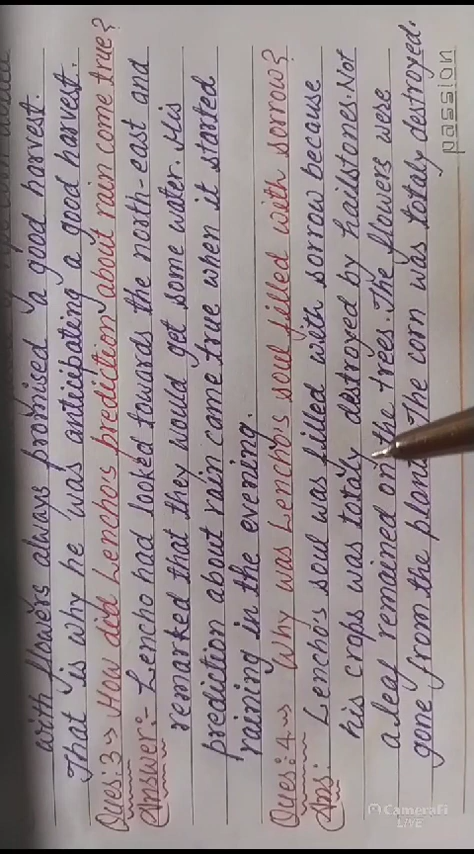 with flowers always promised a good harvest.
That is why he was anticipating a good harvest.
Ques:3 → How did Lencho's prediction about rain come true?
Answer:- Lencho had looked towards the north-east and
remarked that they would get some water. His
prediction about rain came true when it started
raining in the evening.
Ques:4 → Why was Lencho's soul filled with sorrow?
Ans: Lencho's soul was filled with sorrow because
his crops was totaly destroyed by hailstones. Not
a leaf remained on the trees. The flowers were
gone from the plant The corn was totaly destroyed.
passion
CameraFi
LIVE